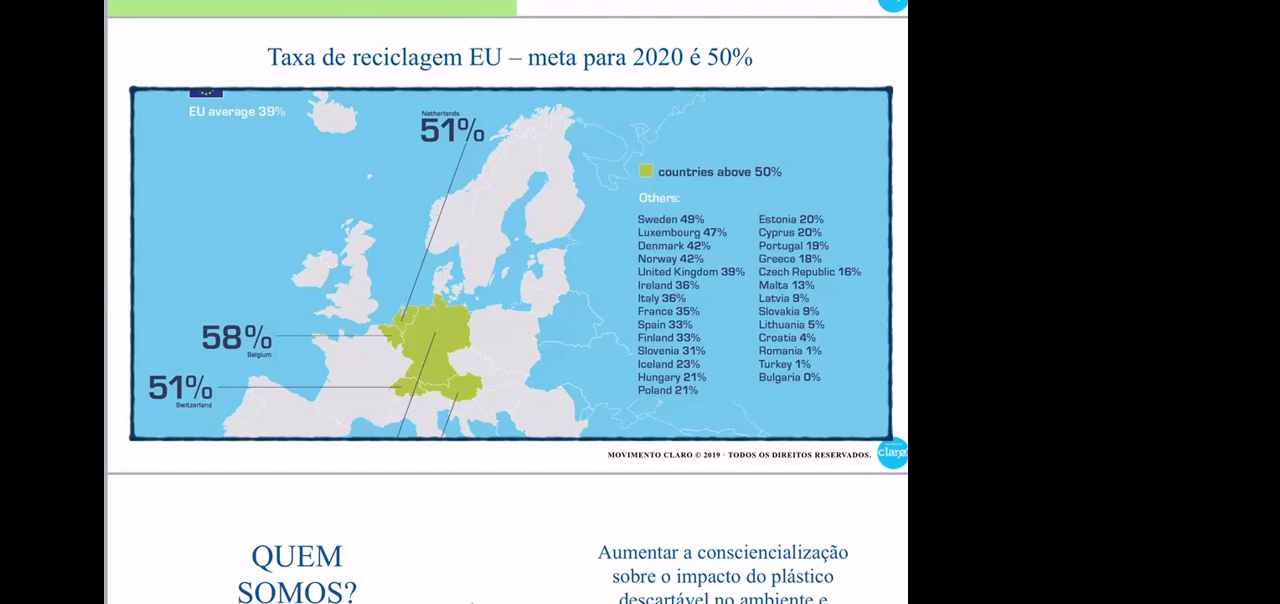 Taxa de reciclagem EU – meta para 2020 é 50%
EU average 39%
Netherlands
51%
countries above 50%
Others:
Sweden 49%
Luxembourg 47%
Denmark 42%
Norway 42%
United Kingdom 39%
Ireland 36%
Italy 36%
France 35%
Spain 33%
Finland 33%
Slovenia 31%
Iceland 23%
Hungary 21%
Poland 21%
Estonia 20%
Cyprus 20%
Portugal 19%
Greece 18%
Czech Republic 16%
Malta 13%
Latvia 9%
Slovakia 9%
Lithuania 5%
Croatia 4%
Romania 1%
Turkey 1%
Bulgaria 0%
58%
Belgium
51%
Switzerland
MOVIMENTO CLARO © 2019 · TODOS OS DIREITOS RESERVADOS.
claro
QUEM
SOMOS?
Aumentar a consciencialização
sobre o impacto do plástico
descartável no ambiente e